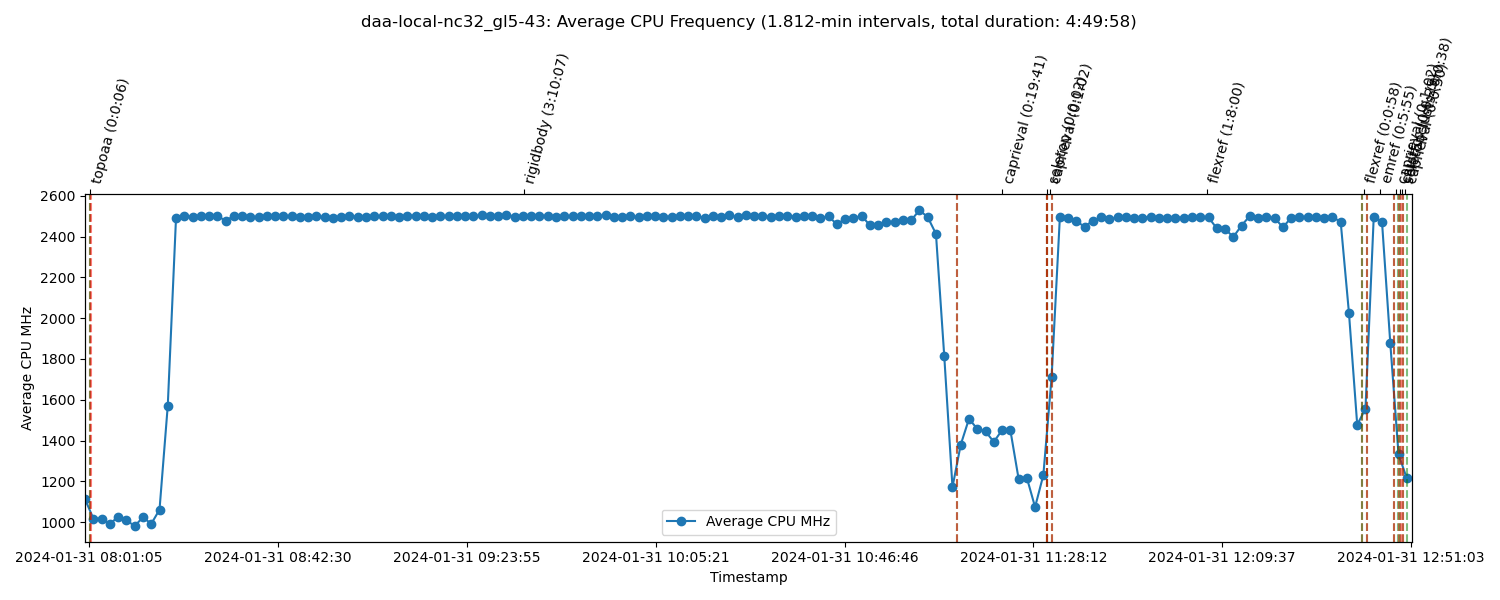 daa-local-nc32_gl5-43: Average CPU Frequency (1.812-min intervals, total duration: 4:49:58)
topoaa (0:0:06)
rigidbody (3:10:07)
caprieval (0:19:41)
caprieval (0:1:02)
flexref (1:8:00)
flexref (0:0:58)
emref (0:5:55)
Average CPU MHz
2600
2400
2200
2000
1800
1600
1400
1200
1000
Average CPU MHz
2024-01-31 08:01:05
2024-01-31 08:42:30
2024-01-31 09:23:55
2024-01-31 10:05:21
2024-01-31 10:46:46
2024-01-31 11:28:12
2024-01-31 12:09:37
2024-01-31 12:51:03
Timestamp